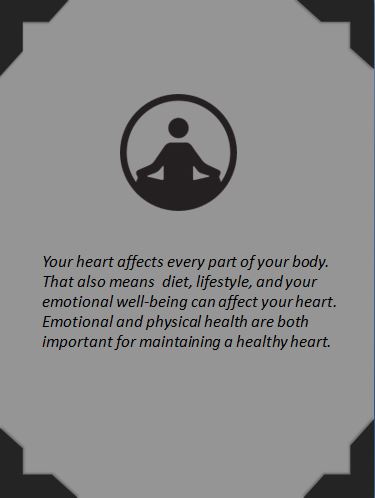 Your heart affects every part of your body.
That also means  diet, lifestyle, and your
emotional well-being can affect your heart.
Emotional and physical health are both
important for maintaining a healthy heart.